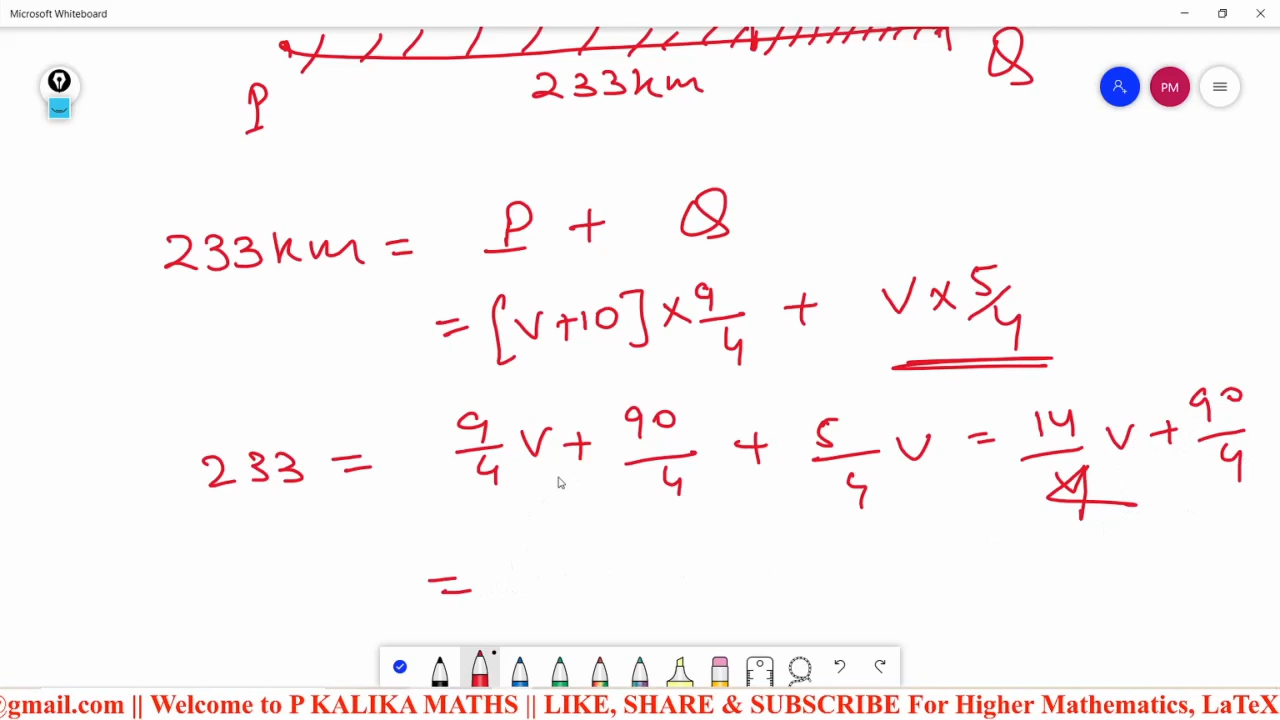 Microsoft Whiteboard
233km
P
Q
PM
233km = P + Q
= [V+10] × 9/4 + V × 5/4
233 = 9/4 V + 90/4 + 5/4 V = 14/4 V + 90/4
=
@gmail.com || Welcome to P KALIKA MATHS || LIKE, SHARE & SUBSCRIBE For Higher Mathematics, LaTeX